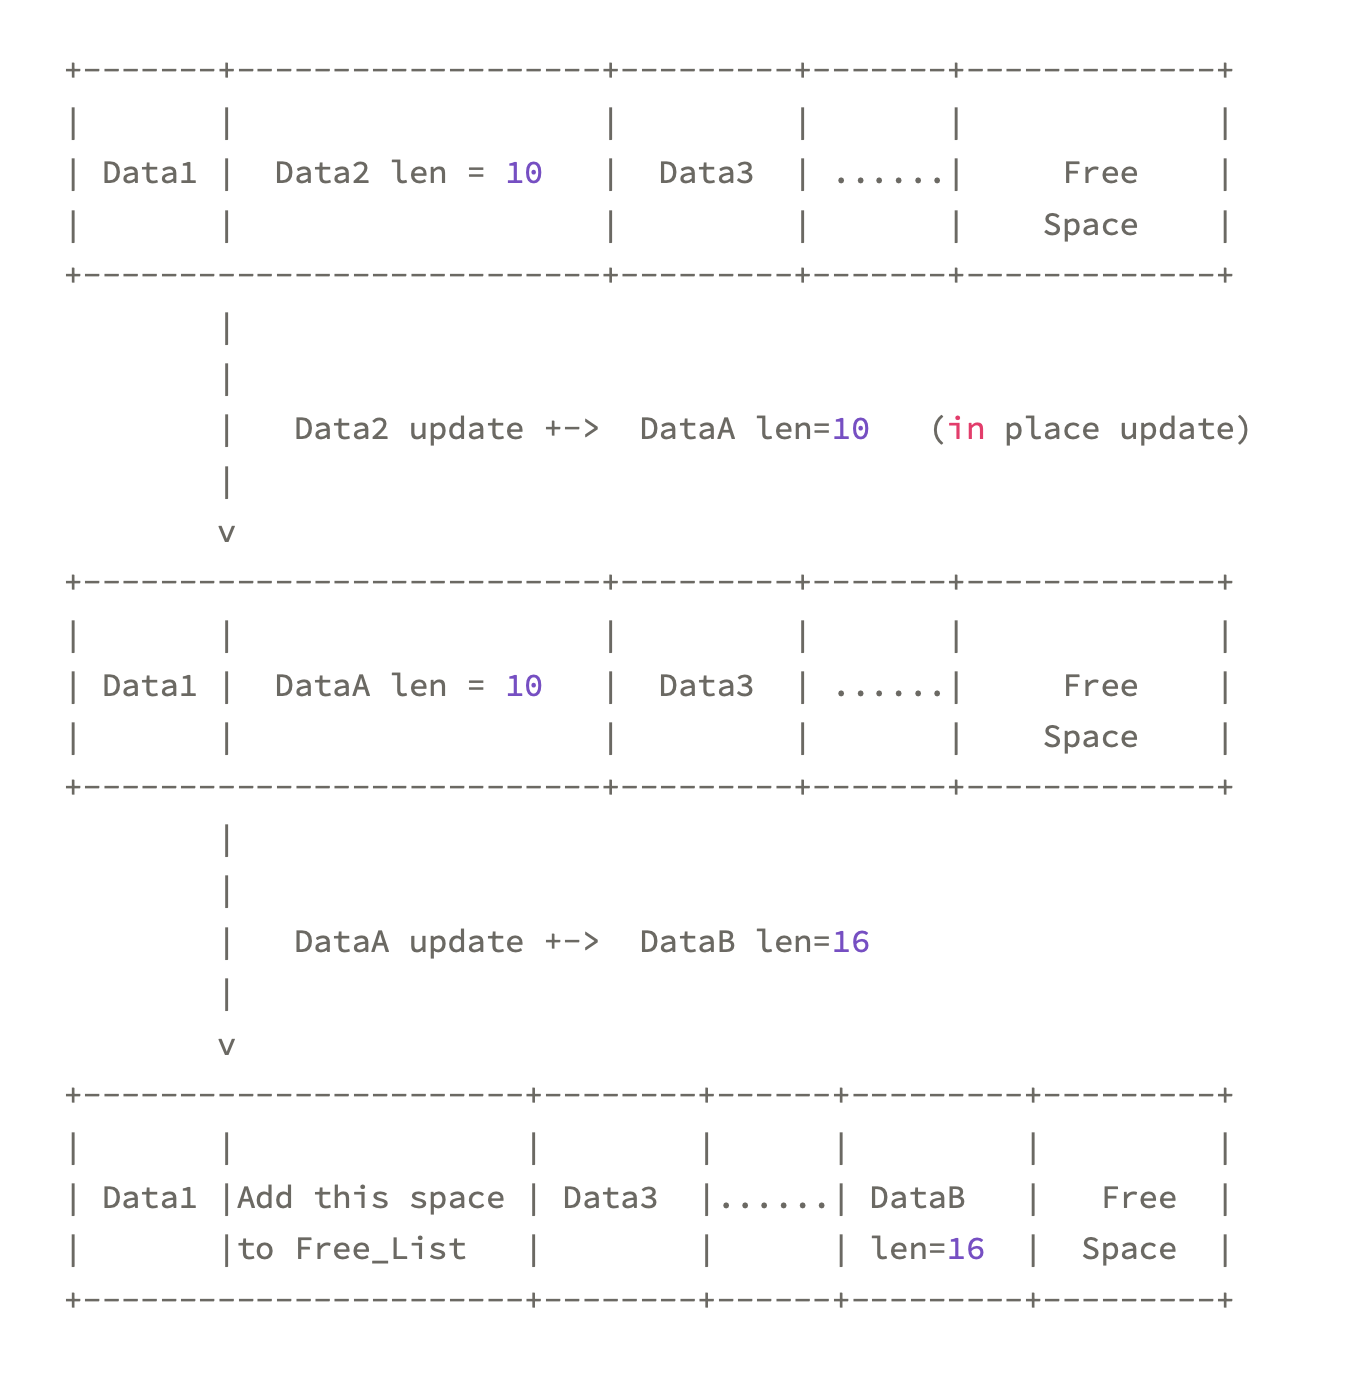 +-------+-------------------+---------+-------+-------------+
|       |                   |         |       |             |
| Data1 |  Data2 len = 10   |  Data3  | ......|     Free    |
|       |                   |         |       |    Space    |
+---------------------------+---------+-------+-------------+
        |
        |
        |   Data2 update +->  DataA len=10   (in place update)
        |
        v
+---------------------------+---------+-------+-------------+
|       |                   |         |       |             |
| Data1 |  DataA len = 10   |  Data3  | ......|     Free    |
|       |                   |         |       |    Space    |
+---------------------------+---------+-------+-------------+
        |
        |
        |   DataA update +->  DataB len=16
        |
        v
+-----------------------+--------+------+---------+---------+
|       |               |        |      |         |         |
| Data1 |Add this space | Data3  |......| DataB   |   Free  |
|       |to Free_List   |        |      | len=16  |  Space  |
+-----------------------+--------+------+---------+---------+